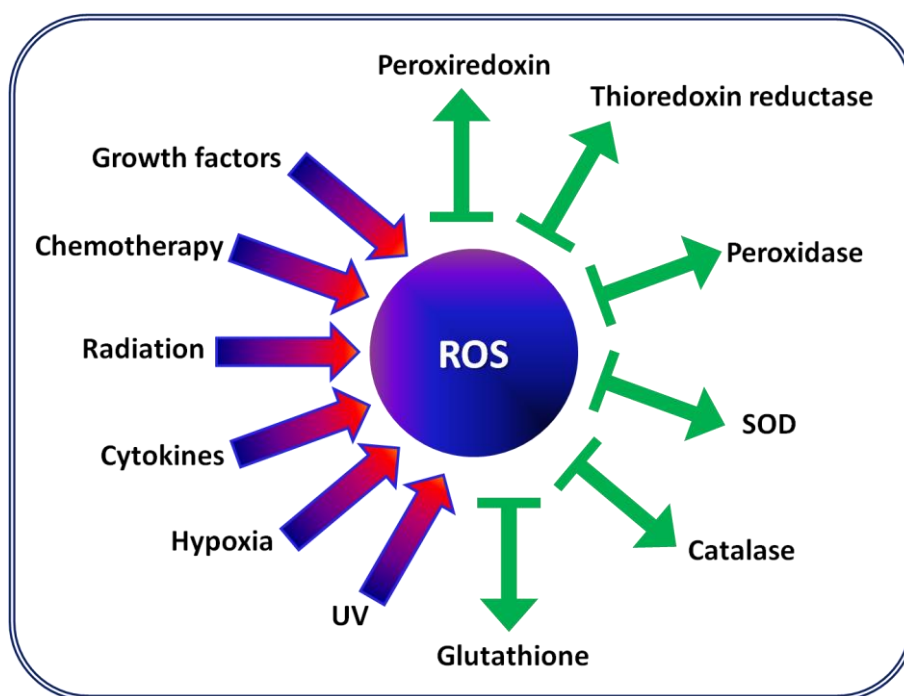 Peroxiredoxin
Thioredoxin reductase
Growth factors
Chemotherapy
Peroxidase
Radiation
ROS
SOD
Cytokines
Hypoxia
Catalase
UV
Glutathione